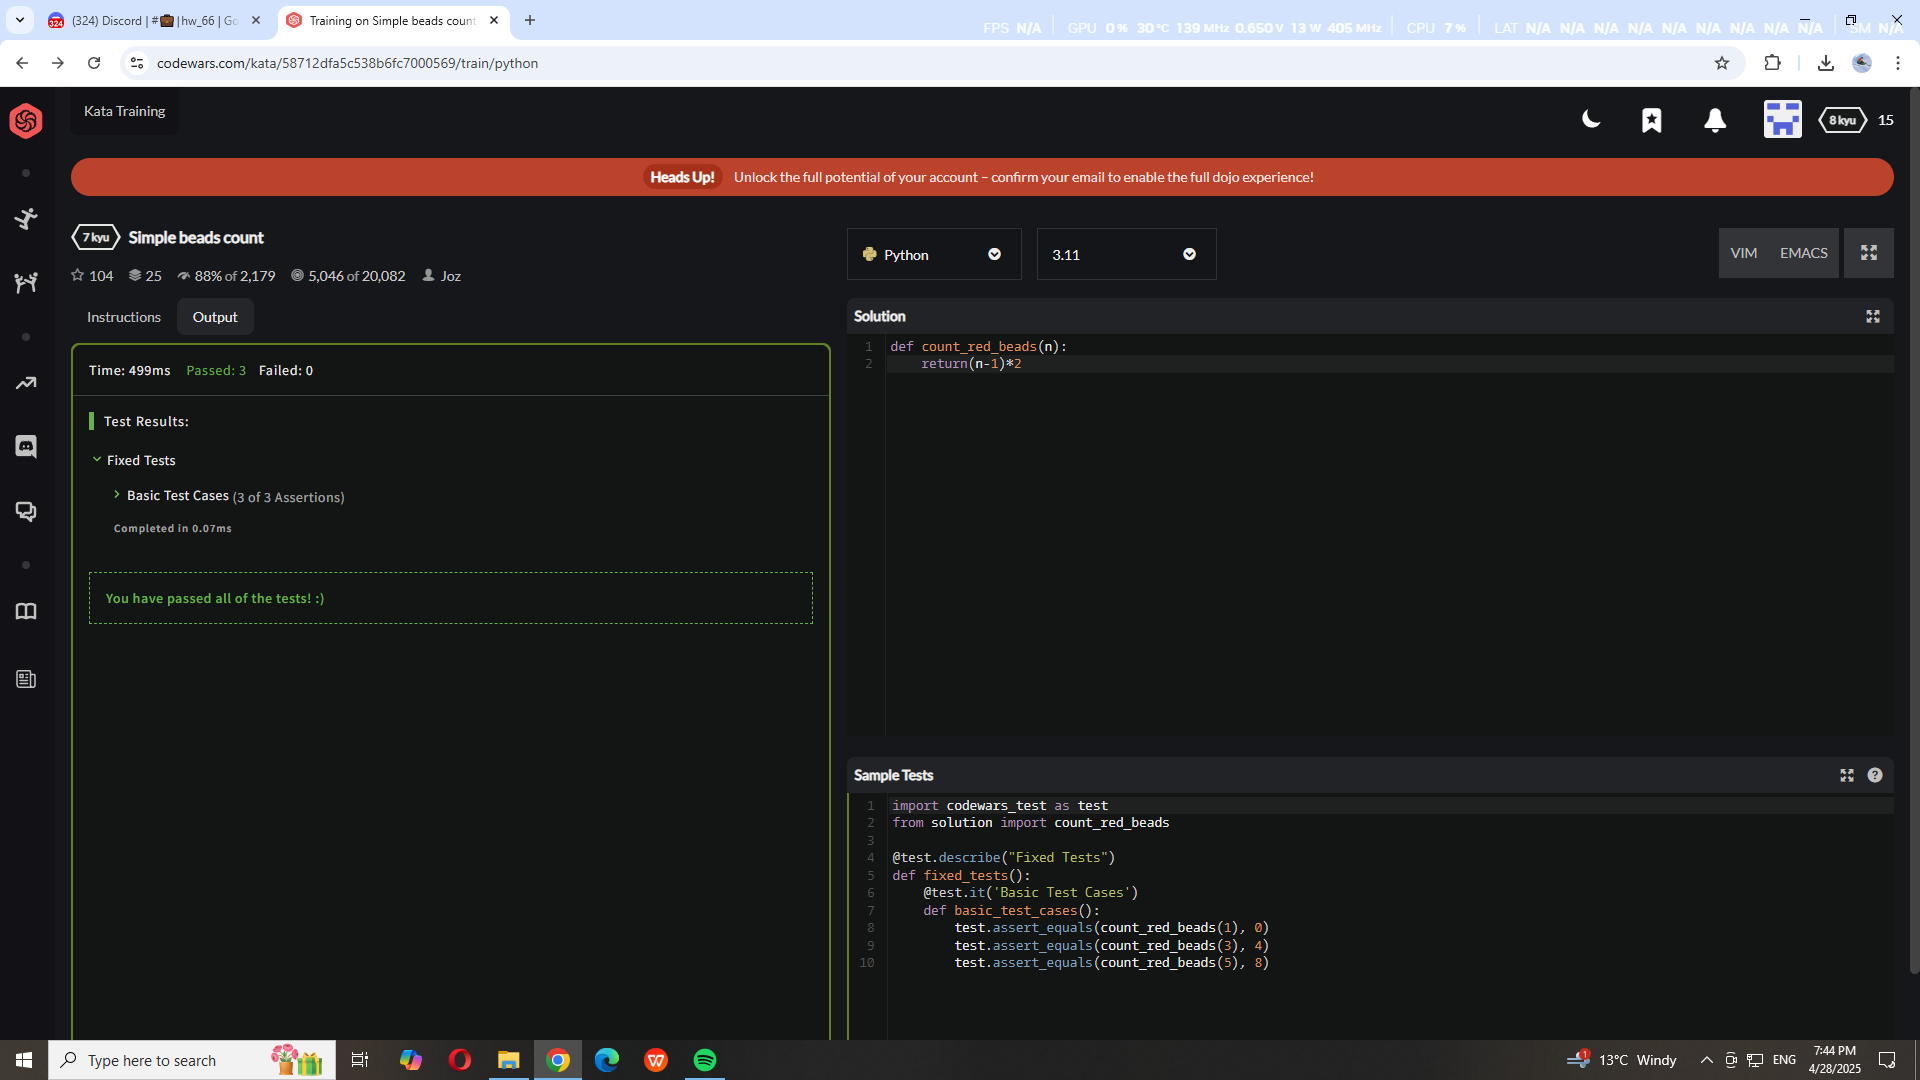 (324) Discord | #💼|hw_66 | Go
Training on Simple beads count
FPS N/A GPU 0% 30°C 139 MHz 0.650 V 13 W 405 MHz CPU 7% LAT N/A N/A N/A N/A N/A N/A N/A N/A N/A SM N/A
codewars.com/kata/58712dfa5c538b6fc7000569/train/python
Kata Training
8 kyu 15
Heads Up! Unlock the full potential of your account – confirm your email to enable the full dojo experience!
7 kyu Simple beads count
104 25 88% of 2,179 5,046 of 20,082 Joz
Python 3.11
VIM EMACS
Instructions Output
Time: 499ms Passed: 3 Failed: 0
Test Results:
Fixed Tests
Basic Test Cases (3 of 3 Assertions)
Completed in 0.07ms
You have passed all of the tests! :)
Solution
1 def count_red_beads(n):
2     return(n-1)*2
Sample Tests
1 import codewars_test as test
2 from solution import count_red_beads
3
4 @test.describe("Fixed Tests")
5 def fixed_tests():
6     @test.it('Basic Test Cases')
7     def basic_test_cases():
8         test.assert_equals(count_red_beads(1), 0)
9         test.assert_equals(count_red_beads(3), 4)
10         test.assert_equals(count_red_beads(5), 8)
Type here to search
1 13°C Windy
ENG
7:44 PM
4/28/2025